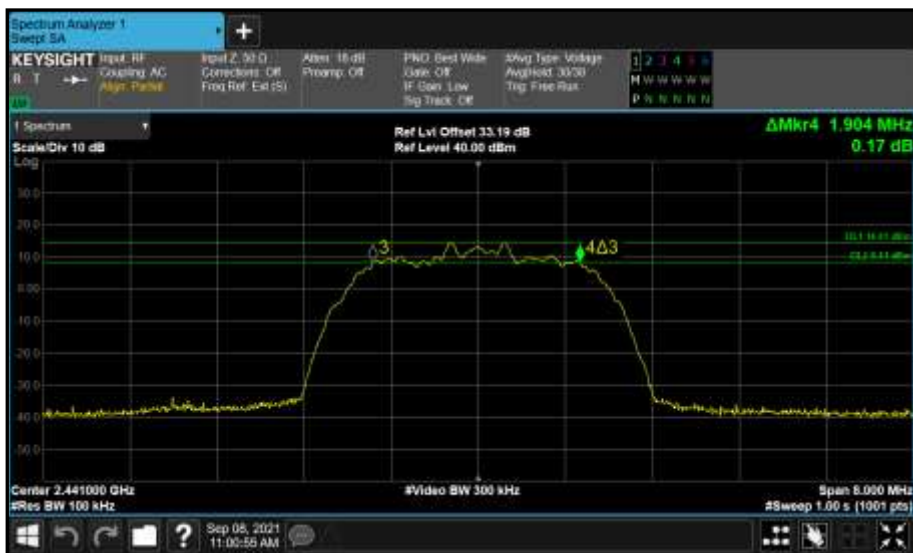 Spectrum Analyzer 1
Swept SA
+
KEYSIGHT
R T
Input: RF
Coupling: AC
Align: Partial
Input Z: 50 Ω
Corrections: Off
Freq Ref: Ext (S)
Atten: 16 dB
Preamp: Off
PNO: Best Wide
Gate: Off
IF Gain: Low
Sig Track: Off
#Avg Type: Voltage
Avg|Hold: 30/30
Trig: Free Run
1 2 3 4 5 6
M W W W W W
P N N N N N
1 Spectrum
Scale/Div 10 dB
Ref Lvl Offset 33.19 dB
Ref Level 40.00 dBm
ΔMkr4 1.904 MHz
0.17 dB
Log
30.0
20.0
10.0
0.00
3
4Δ3
Center 2.441000 GHz
#Res BW 100 kHz
#Video BW 300 kHz
Span 8.000 MHz
#Sweep 1.00 s (1001 pts)
?
Sep 08, 2021